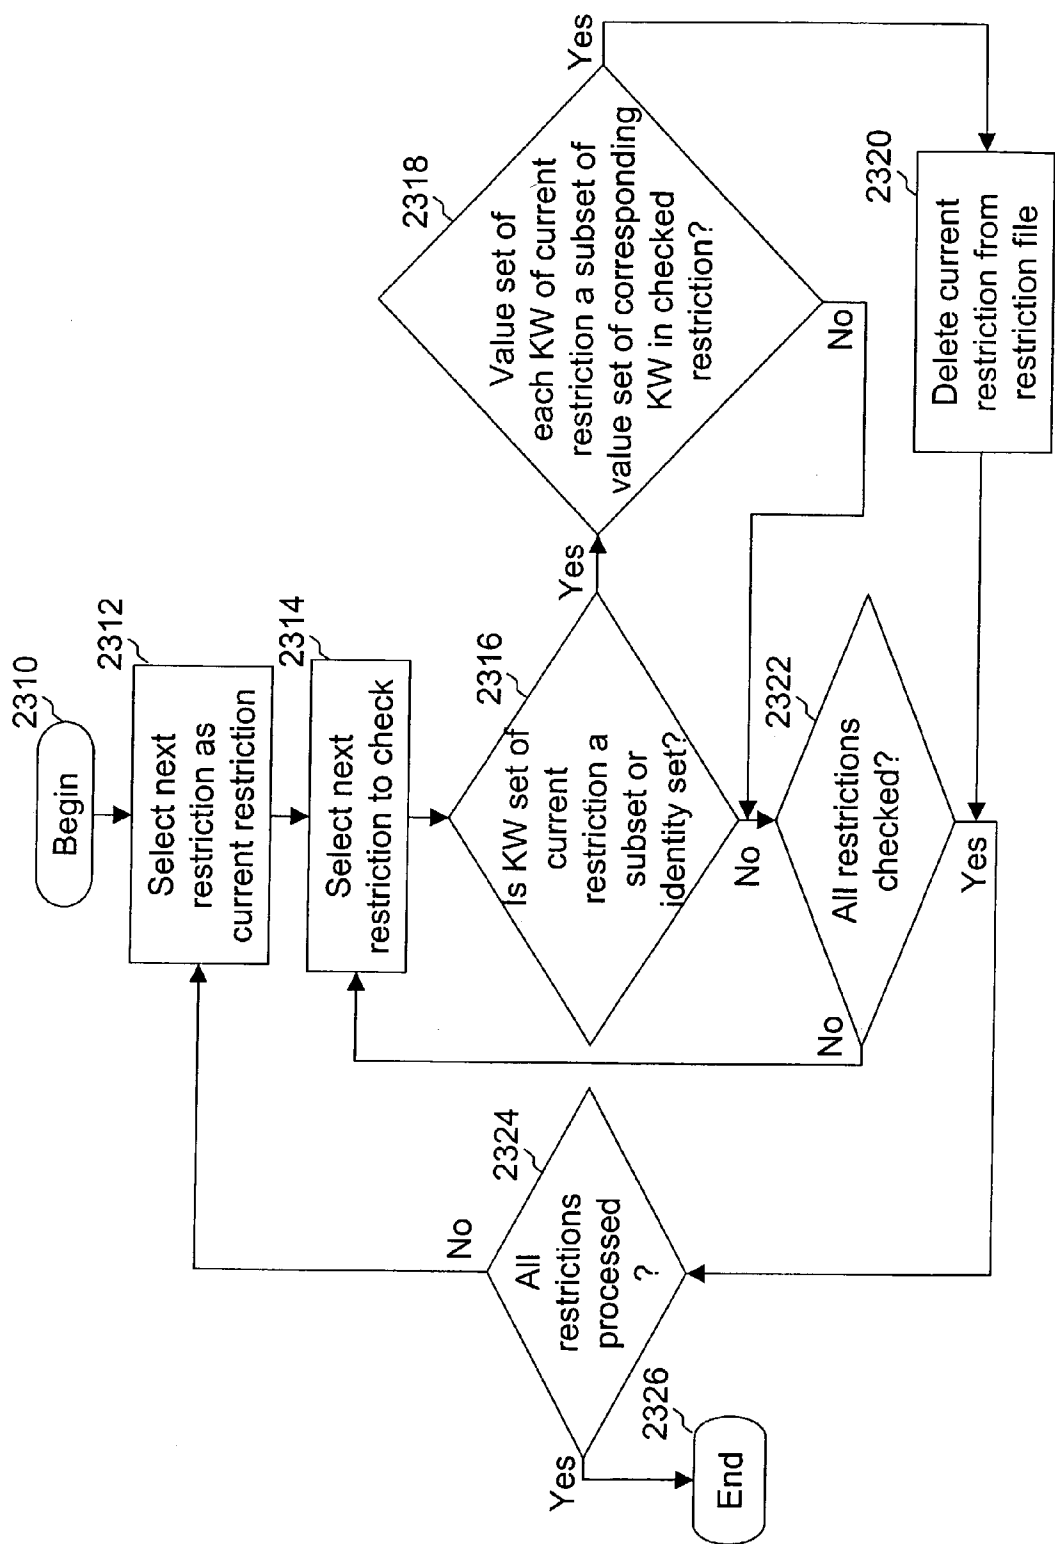 2310
Begin
2312
Select next
restriction as
current restriction
2314
Select next
restriction to check
2316
Is KW set of
current
restriction a
subset or
identity set?
Yes
No
2318
Value set of
each KW of current
restriction a subset of
value set of corresponding
KW in checked
restriction?
Yes
No
2320
Delete current
restriction from
restriction file
2322
All restrictions
checked?
No
Yes
2324
All
restrictions
processed
?
No
Yes
2326
End